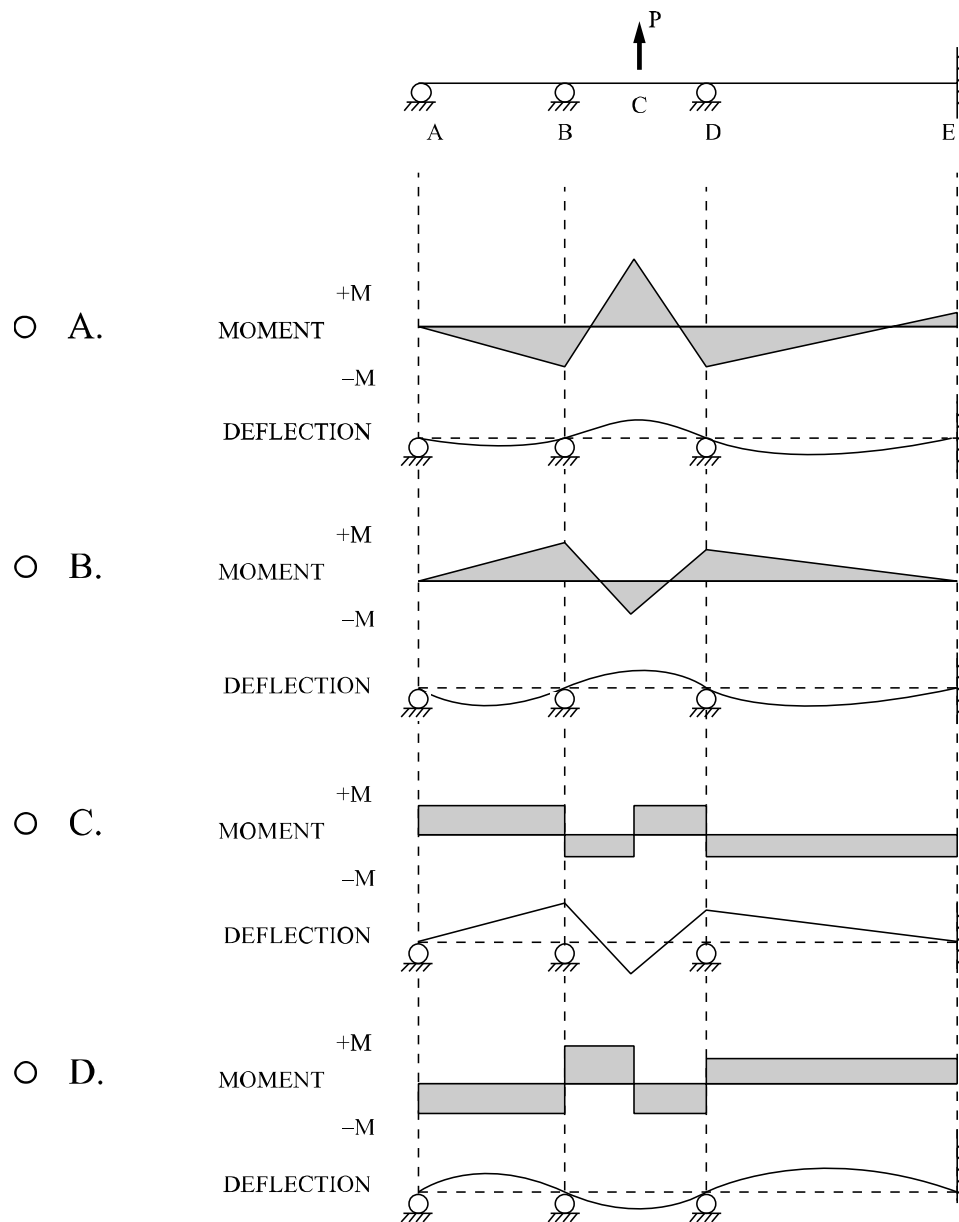 P
C
A B D E
+M
A. MOMENT
–M
DEFLECTION
+M
B. MOMENT
–M
DEFLECTION
+M
C. MOMENT
–M
DEFLECTION
+M
D. MOMENT
–M
DEFLECTION